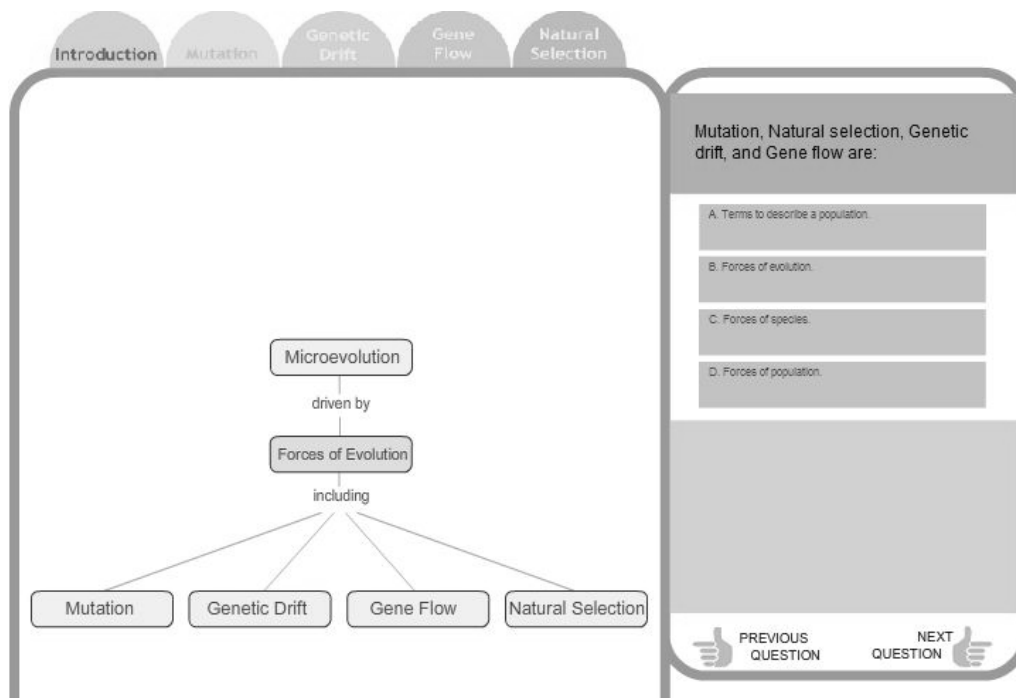 Introduction
Mutation
Genetic
Drift
Gene
Flow
Natural
Selection
Microevolution
driven by
Forces of Evolution
including
Mutation
Genetic Drift
Gene Flow
Natural Selection
Mutation, Natural selection, Genetic
drift, and Gene flow are:
A. Terms to describe a population.
B. Forces of evolution.
C. Forces of species.
D. Forces of population.
PREVIOUS
QUESTION
NEXT
QUESTION